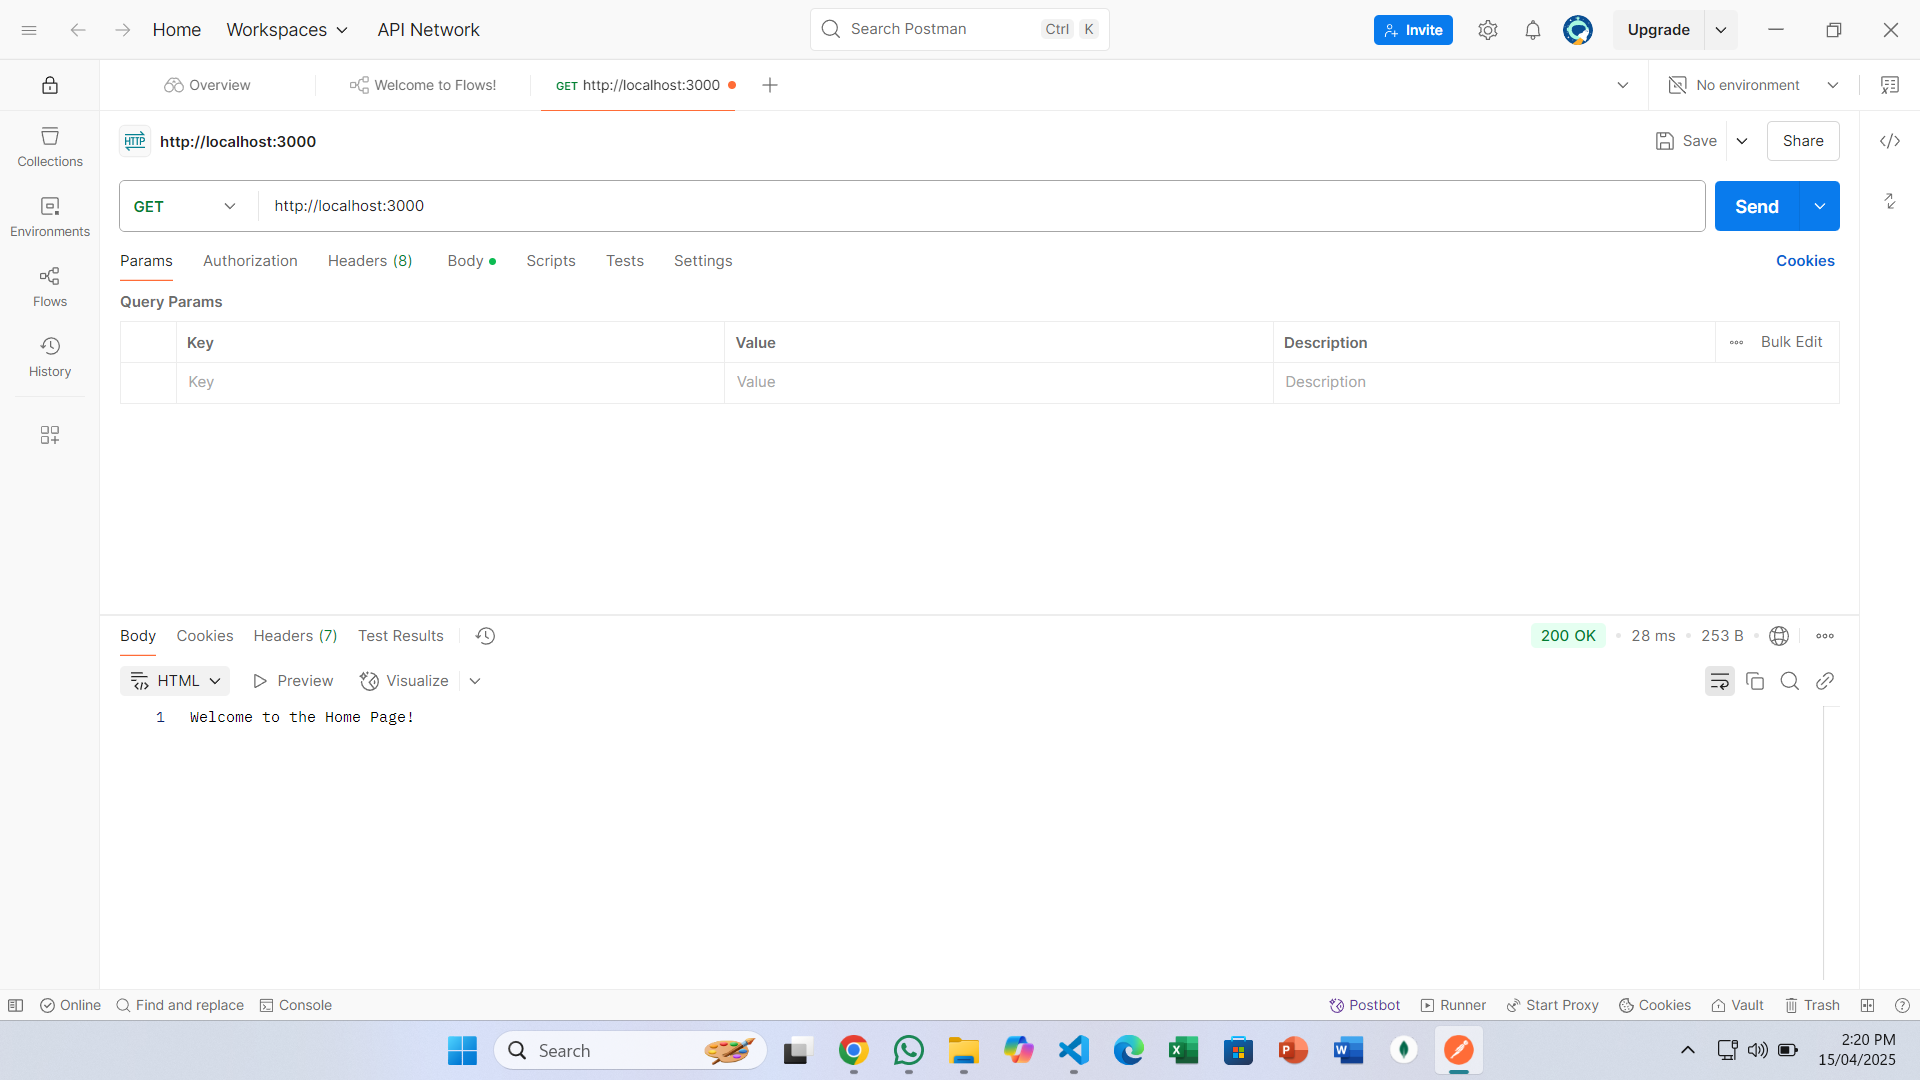 Home Workspaces API Network Search Postman Ctrl K Invite Upgrade
Overview Welcome to Flows! GET http://localhost:3000 No environment
HTTP http://localhost:3000 Save Share
Collections
Environments
Flows
History
GET http://localhost:3000 Send
Params Authorization Headers (8) Body Scripts Tests Settings Cookies
Query Params
Key Value Description Bulk Edit
Key Value Description
Body Cookies Headers (7) Test Results 200 OK 28 ms 253 B
HTML Preview Visualize
1 Welcome to the Home Page!
Online Find and replace Console Postbot Runner Start Proxy Cookies Vault Trash
Search 2:20 PM
15/04/2025